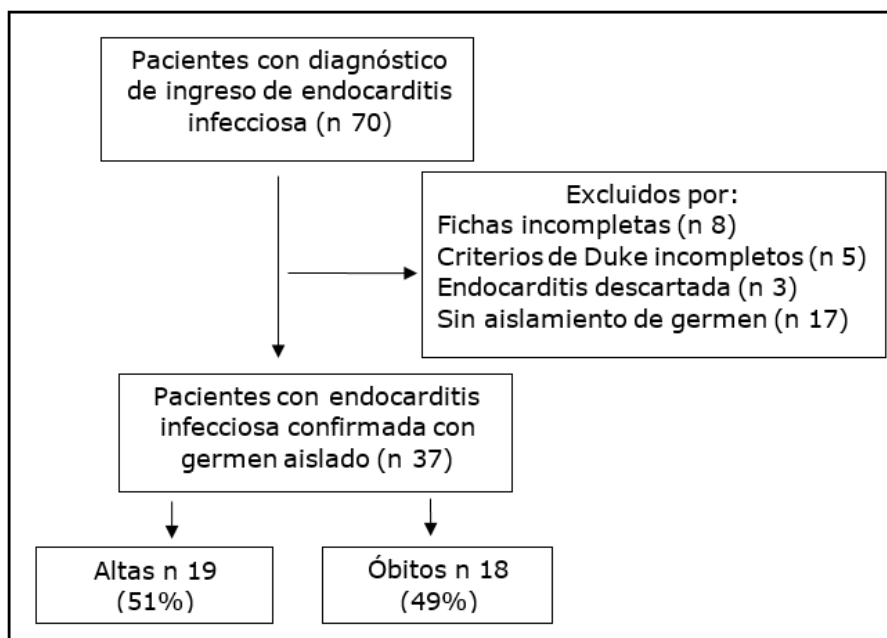 Pacientes con diagnóstico
de ingreso de endocarditis
infecciosa (n 70)
Excluidos por:
Fichas incompletas (n 8)
Criterios de Duke incompletos (n 5)
Endocarditis descartada (n 3)
Sin aislamiento de germen (n 17)
Pacientes con endocarditis
infecciosa confirmada con
germen aislado (n 37)
Altas n 19
(51%)
Óbitos n 18
(49%)